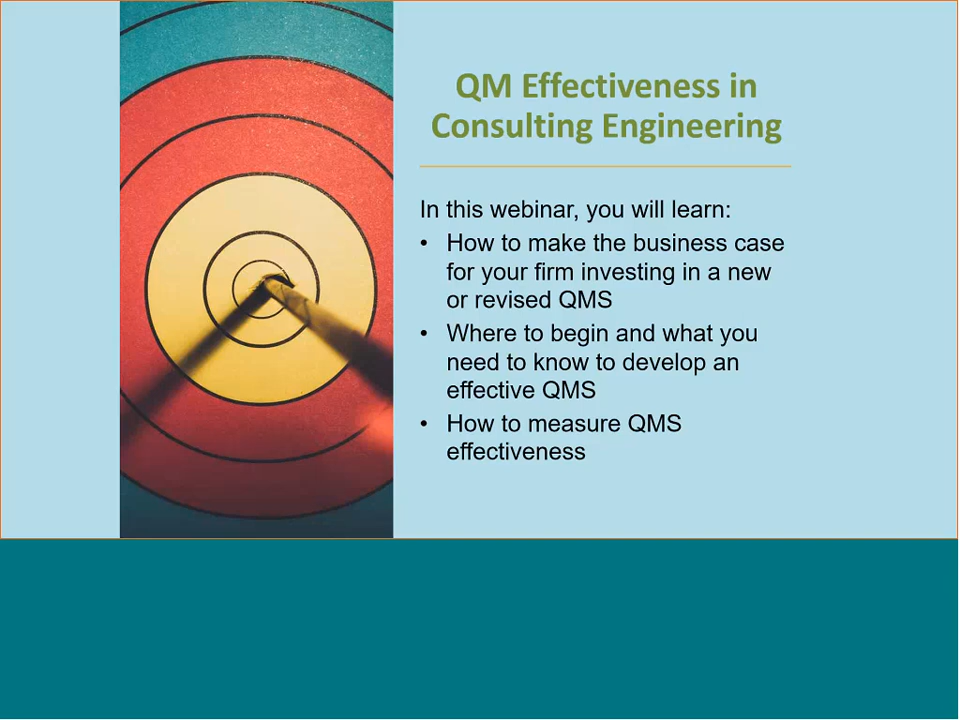 QM Effectiveness in
Consulting Engineering
In this webinar, you will learn:
• How to make the business case
for your firm investing in a new
or revised QMS
• Where to begin and what you
need to know to develop an
effective QMS
• How to measure QMS
effectiveness